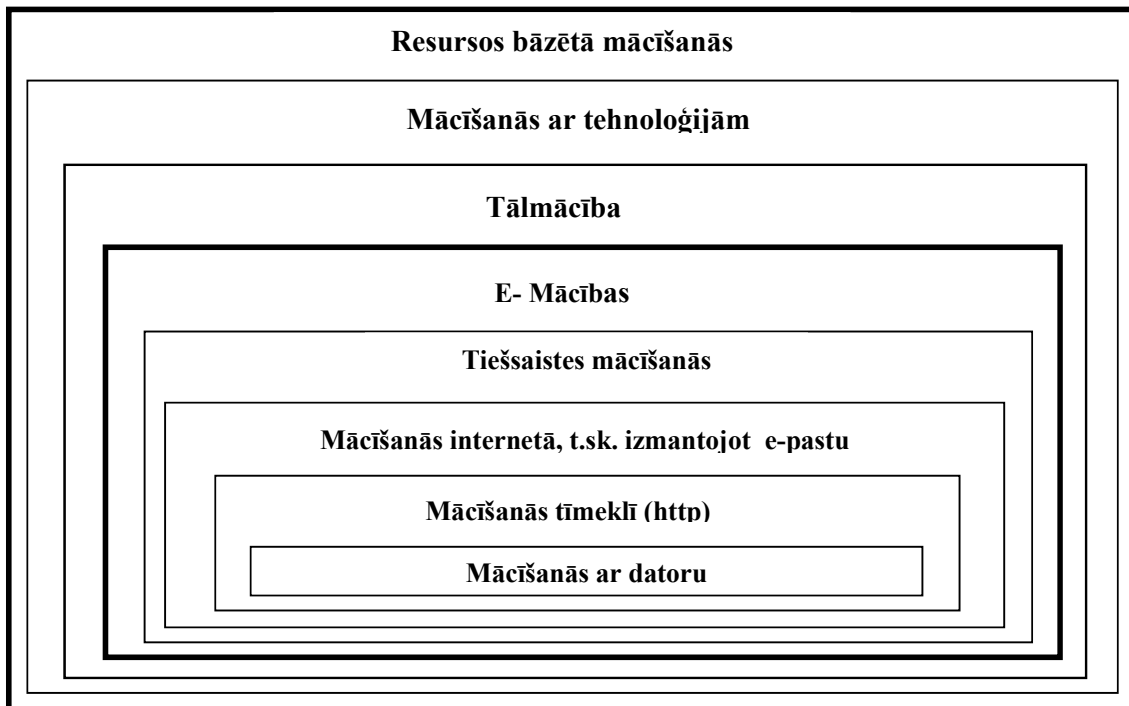 Resursos bāzētā mācīšanās
Mācīšanās ar tehnoloģijām
Tālmācība
E- Mācības
Tiešsaistes mācīšanās
Mācīšanās internetā, t.sk. izmantojot e-pastu
Mācīšanās tīmeklī (http)
Mācīšanās ar datoru